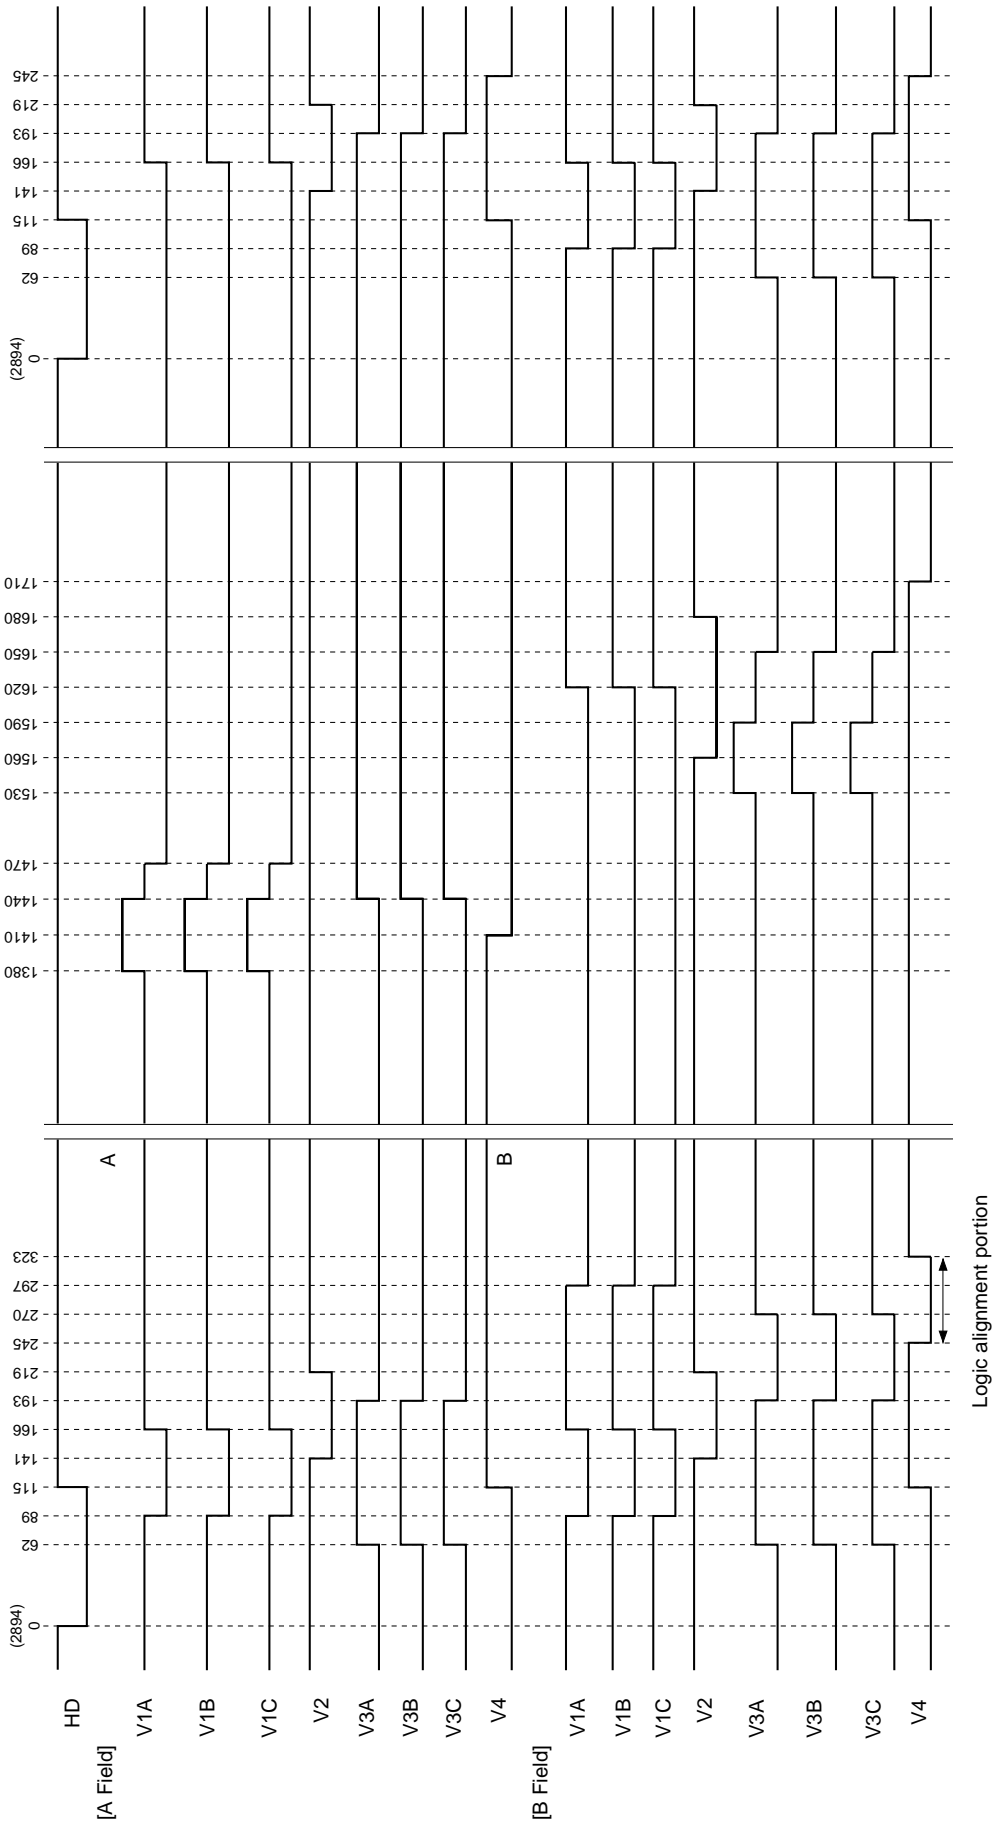 HD
[A Field]
V1A
V1B
V1C
V2
V3A
V3B
V3C
V4
[B Field]
V1A
V1B
V1C
V2
V3A
V3B
V3C
V4
(2894)
0
62
89
115
141
166
193
219
245
270
297
323
A
B
Logic alignment portion
1380
1410
1440
1470
1530
1560
1590
1620
1650
1680
1710
(2894)
0
62
89
115
141
166
193
219
245